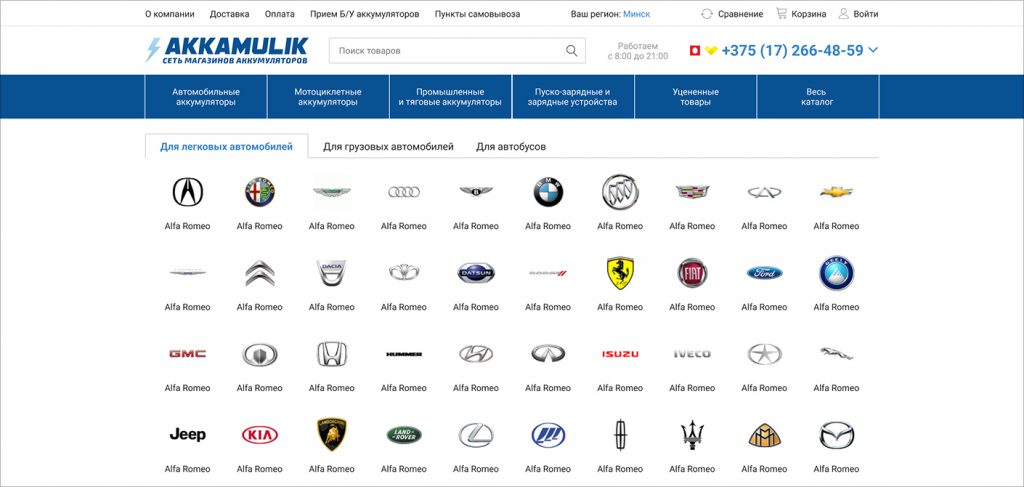 О компании Доставка Оплата Прием Б/У аккумуляторов Пункты самовывоза Ваш регион: Минск Сравнение Корзина Войти
AKKAMULIK
СЕТЬ МАГАЗИНОВ АККУМУЛЯТОРОВ
Поиск товаров
Работаем
с 8:00 до 21:00
+375 (17) 266-48-59
Автомобильные
аккумуляторы
Мотоциклетные
аккумуляторы
Промышленные
и тяговые аккумуляторы
Пуско-зарядные и
зарядные устройства
Уцененные
товары
Весь
каталог
Для легковых автомобилей Для грузовых автомобилей Для автобусов
BMW
Alfa Romeo Alfa Romeo Alfa Romeo Alfa Romeo Alfa Romeo Alfa Romeo Alfa Romeo Alfa Romeo Alfa Romeo Alfa Romeo
DACIA DATSUN DODGE FIAT Ford GEELY
Alfa Romeo Alfa Romeo Alfa Romeo Alfa Romeo Alfa Romeo Alfa Romeo Alfa Romeo Alfa Romeo Alfa Romeo Alfa Romeo
GMC HUMMER ISUZU IVECO
Alfa Romeo Alfa Romeo Alfa Romeo Alfa Romeo Alfa Romeo Alfa Romeo Alfa Romeo Alfa Romeo Alfa Romeo Alfa Romeo
Jeep KIA LAMBORGHINI LAND ROVER
Alfa Romeo Alfa Romeo Alfa Romeo Alfa Romeo Alfa Romeo Alfa Romeo Alfa Romeo Alfa Romeo Alfa Romeo Alfa Romeo